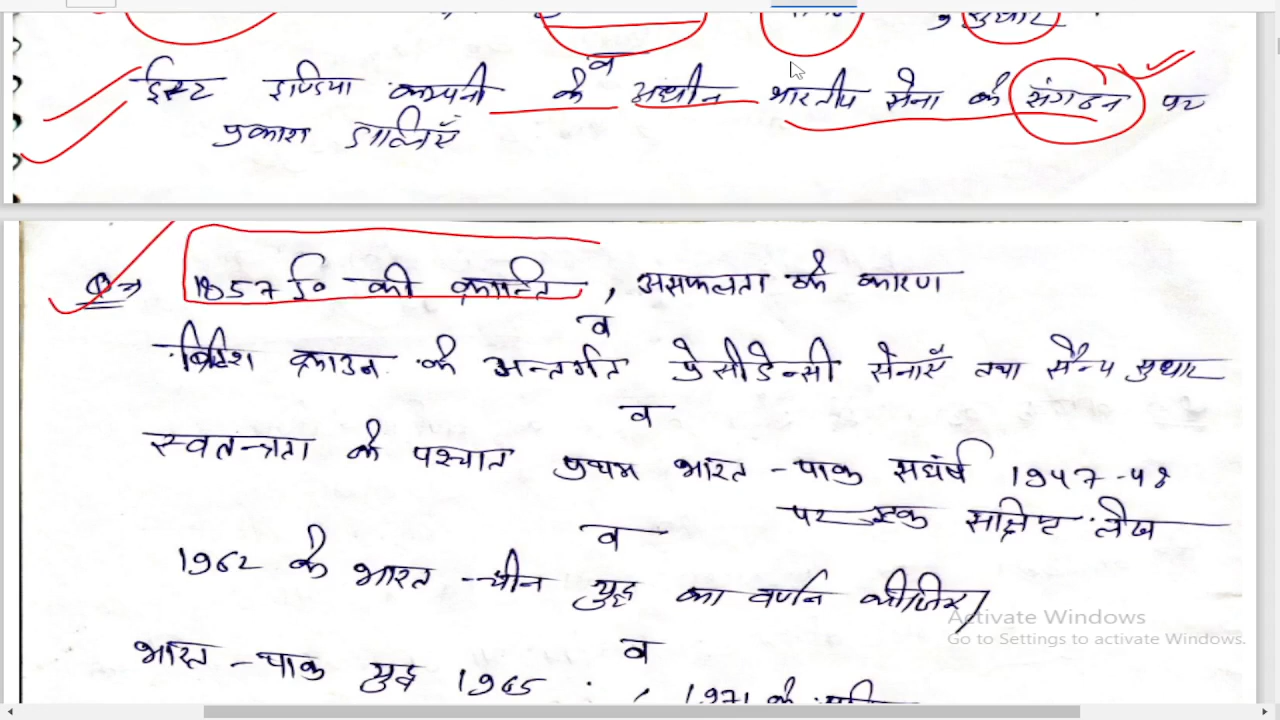 सुधार
व
ईस्ट इण्डिया कम्पनी के अधीन भारतीय सेना के संगठन पर
प्रकाश डालिएँ
Q→ 1857 ई० की क्रान्ति , असफलता के कारण
व
ब्रिटिश क्राउन के अन्तर्गत प्रेसीडेन्सी सेनाएँ तथा सैन्य सुधार
व
स्वतन्त्रता के पश्चात प्रथम भारत - पाक संघर्ष 1947-48
पर एक संक्षिप्त लेख
व
1962 के भारत - चीन युद्ध का वर्णन कीजिए/
Activate Windows
Go to Settings to activate Windows.
व
भारत - पाक युद्ध 1965 , 1971 के